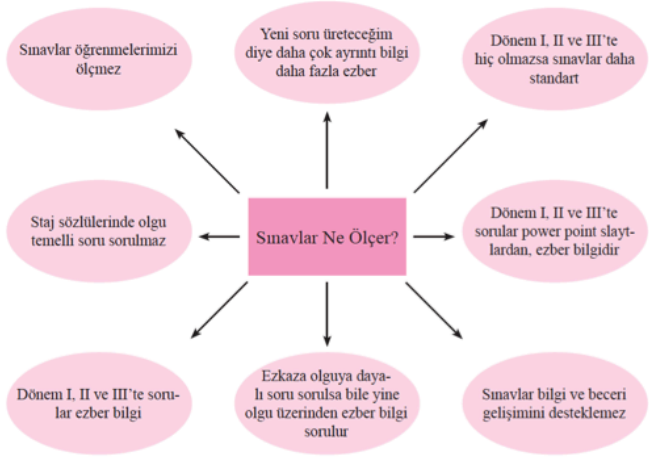 Sınavlar öğrenmelerimizi
ölçmez
Yeni soru üreteceğim
diye daha çok ayrıntı bilgi
daha fazla ezber
Dönem I, II ve III’te
hiç olmazsa sınavlar daha
standart
Staj sözlülerinde olgu
temelli soru sorulmaz
Sınavlar Ne Ölçer?
Dönem I, II ve III’te
sorular power point slayt-
lardan, ezber bilgidir
Dönem I, II ve III’te soru-
lar ezber bilgi
Ezkaza olguya daya-
lı soru sorulsa bile yine
olgu üzerinden ezber bilgi
sorulur
Sınavlar bilgi ve beceri
gelişimini desteklemez